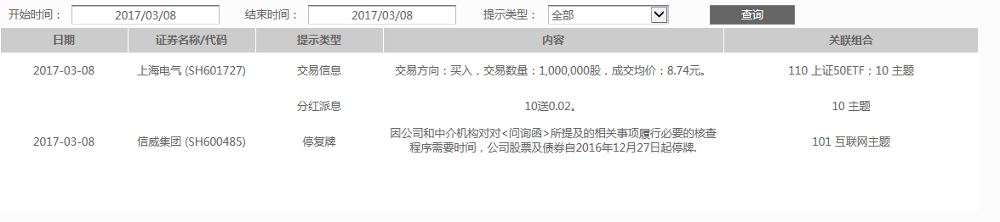 开始时间： 2017/03/08 结束时间： 2017/03/08 提示类型： 全部 查询
日期 证券名称/代码 提示类型 内容 关联组合
2017-03-08 上海电气 (SH601727) 交易信息 交易方向：买入，交易数量：1,000,000股，成交均价：8.74元。 110 上证50ETF；10 主题
分红派息 10送0.02。 10 主题
2017-03-08 信威集团 (SH600485) 停复牌 因公司和中介机构对对<问询函>所提及的相关事项履行必要的核查
程序需要时间，公司股票及债券自2016年12月27日起停牌. 101 互联网主题